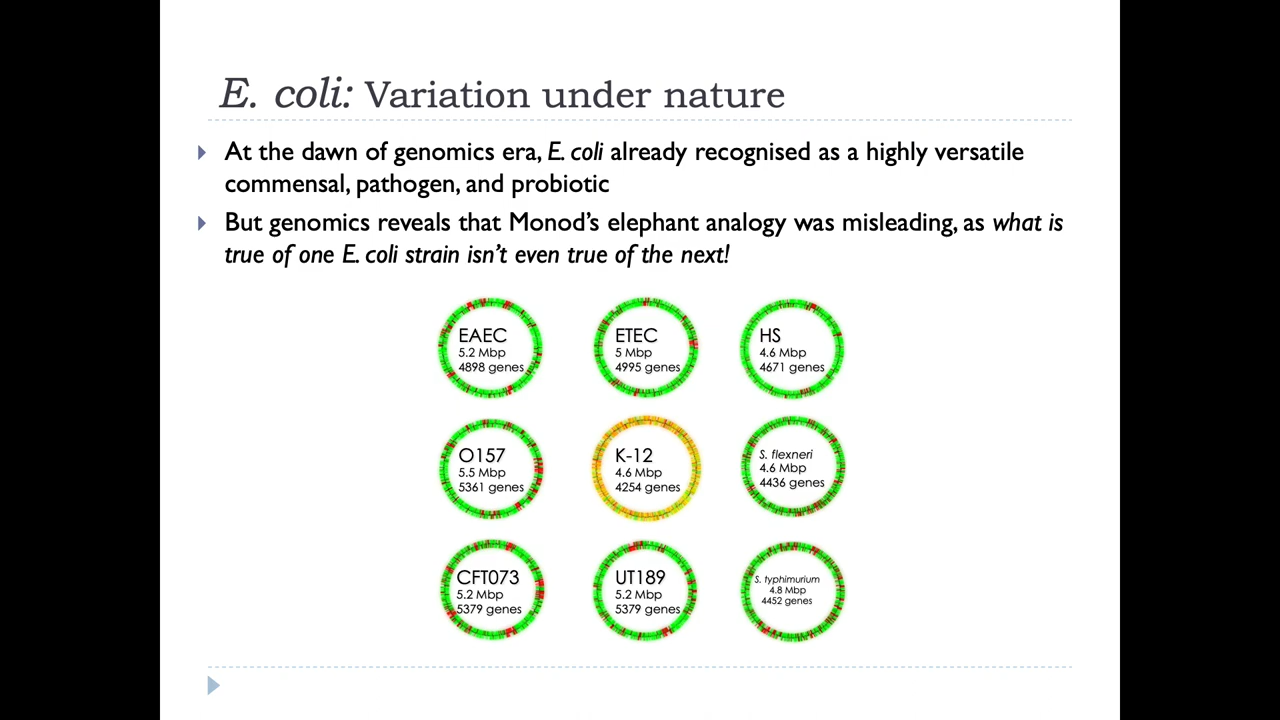 E. coli: Variation under nature
At the dawn of genomics era, E. coli already recognised as a highly versatile
commensal, pathogen, and probiotic
But genomics reveals that Monod’s elephant analogy was misleading, as what is
true of one E. coli strain isn’t even true of the next!
EAEC
5.2 Mbp
4898 genes
ETEC
5 Mbp
4995 genes
HS
4.6 Mbp
4671 genes
O157
5.5 Mbp
5361 genes
K-12
4.6 Mbp
4254 genes
S. flexneri
4.6 Mbp
4436 genes
CFT073
5.2 Mbp
5379 genes
UT189
5.2 Mbp
5379 genes
S. typhimurium
4.8 Mbp
4452 genes